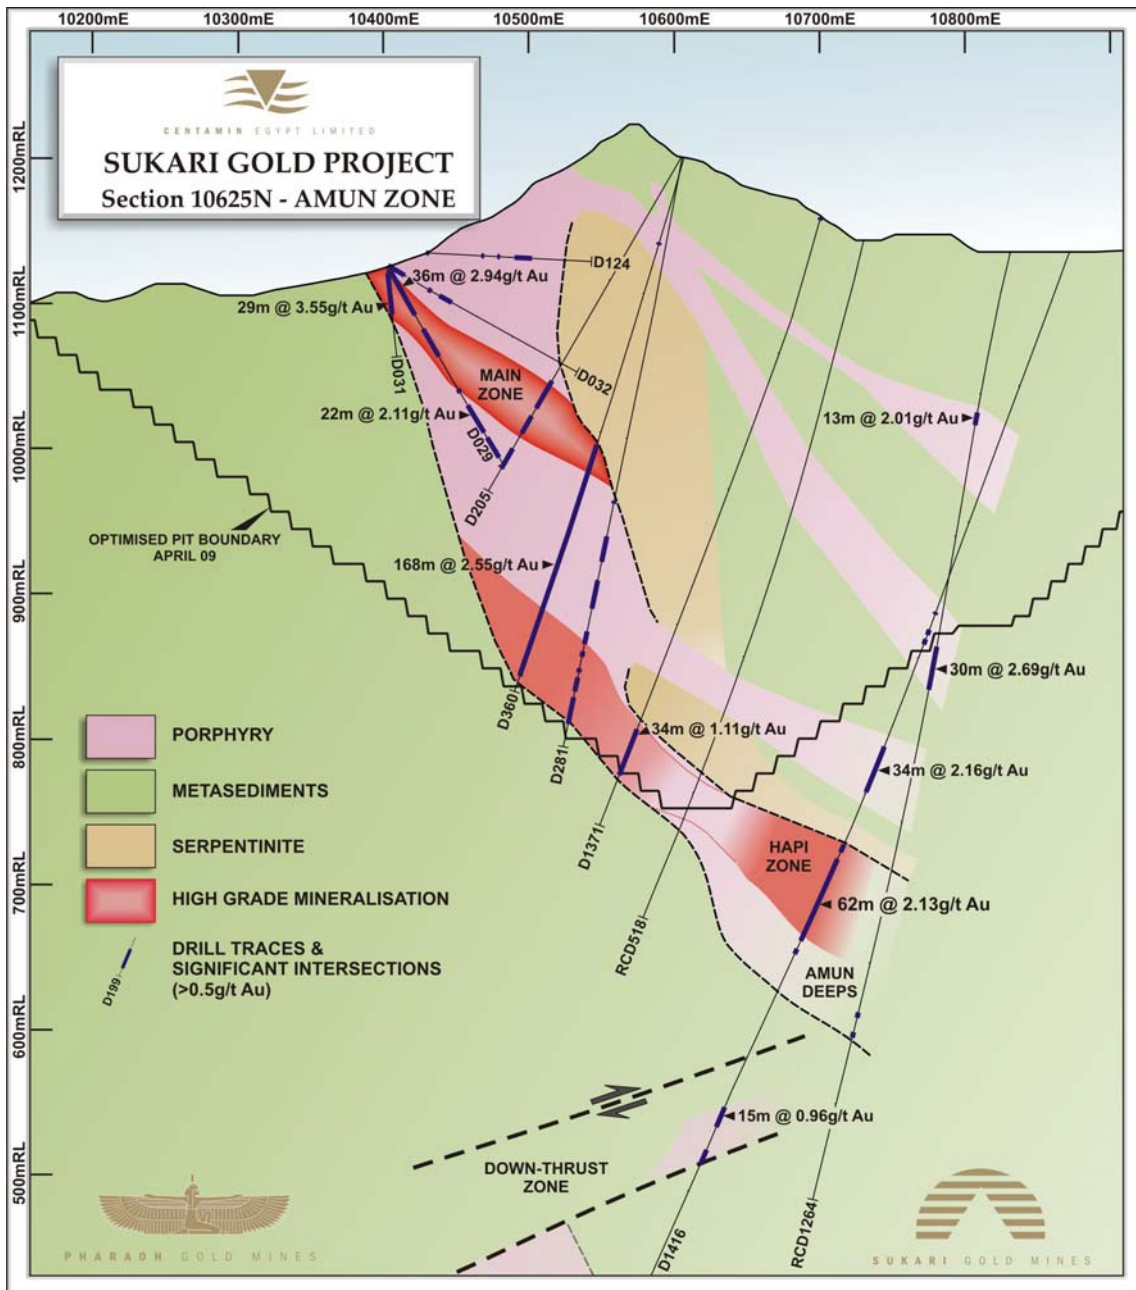 10200mE
10300mE
10400mE
10500mE
10600mE
10700mE
10800mE
CENTAMIN EGYPT LIMITED
SUKARI GOLD PROJECT
Section 10625N - AMUN ZONE
1200mRL
1100mRL
1000mRL
900mRL
800mRL
700mRL
600mRL
500mRL
D124
36m @ 2.94g/t Au
29m @ 3.55g/t Au
D031
MAIN
ZONE
D032
22m @ 2.11g/t Au
D029
D205
13m @ 2.01g/t Au
OPTIMISED PIT BOUNDARY
APRIL 09
168m @ 2.55g/t Au
30m @ 2.69g/t Au
D360
34m @ 1.11g/t Au
D281
34m @ 2.16g/t Au
D1371
HAPI
ZONE
62m @ 2.13g/t Au
RCD518
AMUN
DEEPS
PORPHYRY
METASEDIMENTS
SERPENTINITE
HIGH GRADE MINERALISATION
D199
DRILL TRACES &
SIGNIFICANT INTERSECTIONS
(>0.5g/t Au)
15m @ 0.96g/t Au
DOWN-THRUST
ZONE
D1416
RCD1264
PHARAOH GOLD MINES
SUKARI GOLD MINES